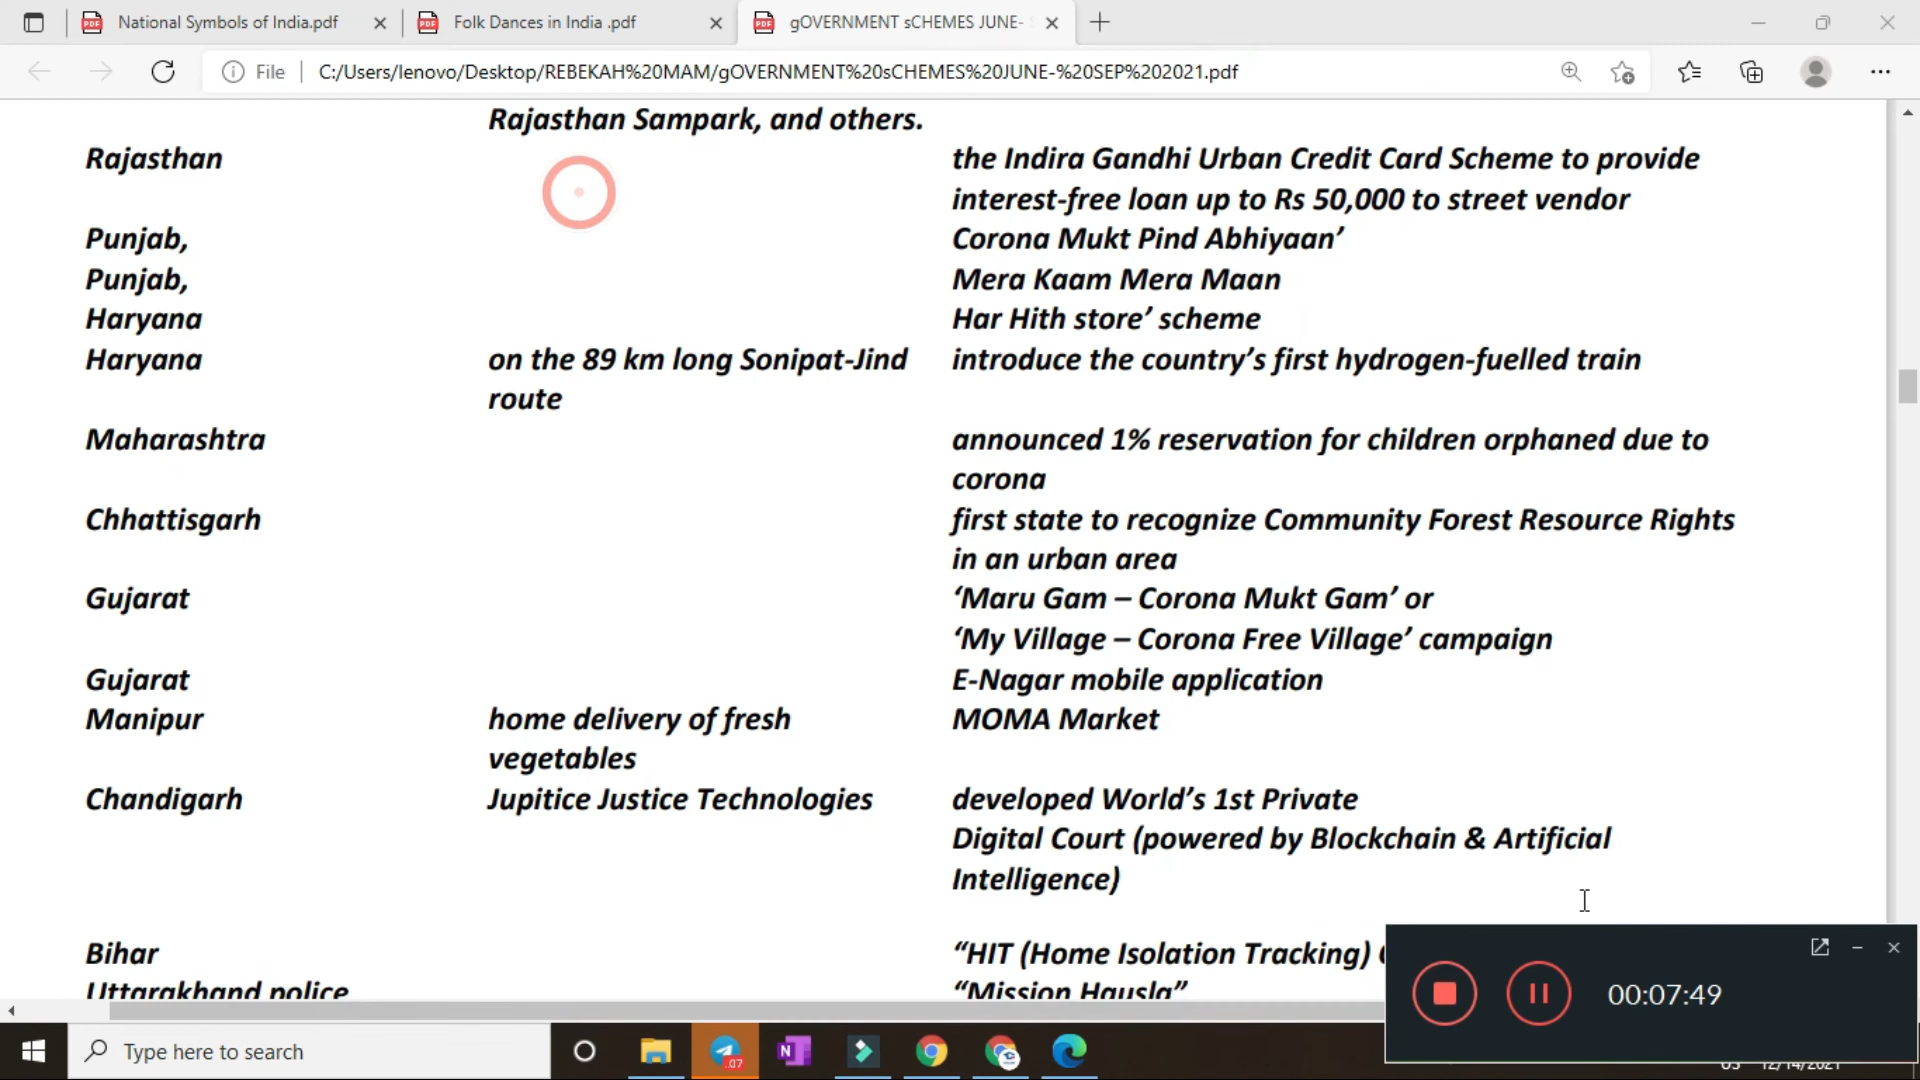 National Symbols of India.pdf
Folk Dances in India .pdf
gOVERNMENT sCHEMES JUNE-
File
C:/Users/lenovo/Desktop/REBEKAH%20MAM/gOVERNMENT%20sCHEMES%20JUNE-%20SEP%202021.pdf
Rajasthan Sampark, and others.
Rajasthan the Indira Gandhi Urban Credit Card Scheme to provide
interest-free loan up to Rs 50,000 to street vendor
Punjab, Corona Mukt Pind Abhiyaan’
Punjab, Mera Kaam Mera Maan
Haryana Har Hith store’ scheme
Haryana on the 89 km long Sonipat-Jind introduce the country’s first hydrogen-fuelled train
route
Maharashtra announced 1% reservation for children orphaned due to
corona
Chhattisgarh first state to recognize Community Forest Resource Rights
in an urban area
Gujarat ‘Maru Gam – Corona Mukt Gam’ or
‘My Village – Corona Free Village’ campaign
Gujarat E-Nagar mobile application
Manipur home delivery of fresh MOMA Market
vegetables
Chandigarh Jupitice Justice Technologies developed World’s 1st Private
Digital Court (powered by Blockchain & Artificial
Intelligence)
Bihar “HIT (Home Isolation Tracking)
Uttarakhand police “Mission Hausla”
00:07:49
Type here to search
12/14/2021